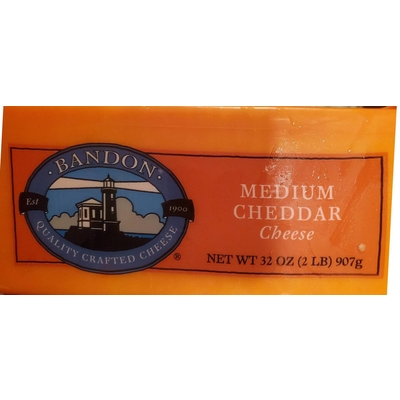 BANDON
Est 1900
QUALITY CRAFTED CHEESE
®
MEDIUM
CHEDDAR
Cheese
NET WT 32 OZ (2 LB) 907g